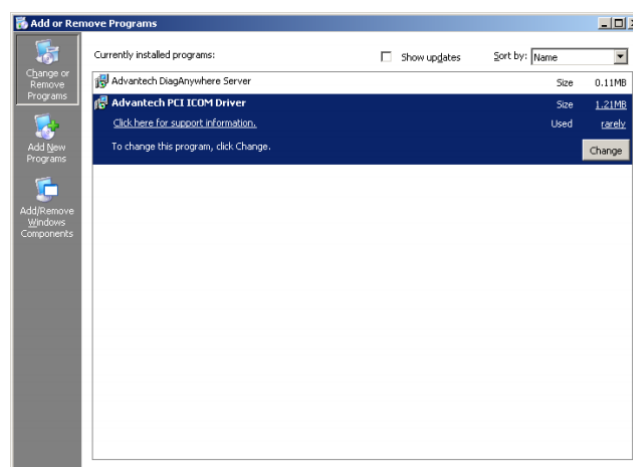 Add or Remove Programs
Change or
Remove
Programs
Add New
Programs
Add/Remove
Windows
Components
Currently installed programs:
Show updates
Sort by: Name
Advantech DiagAnywhere Server Size 0.11MB
Advantech PCI ICOM Driver Size 1.21MB
Click here for support information. Used rarely
To change this program, click Change. Change